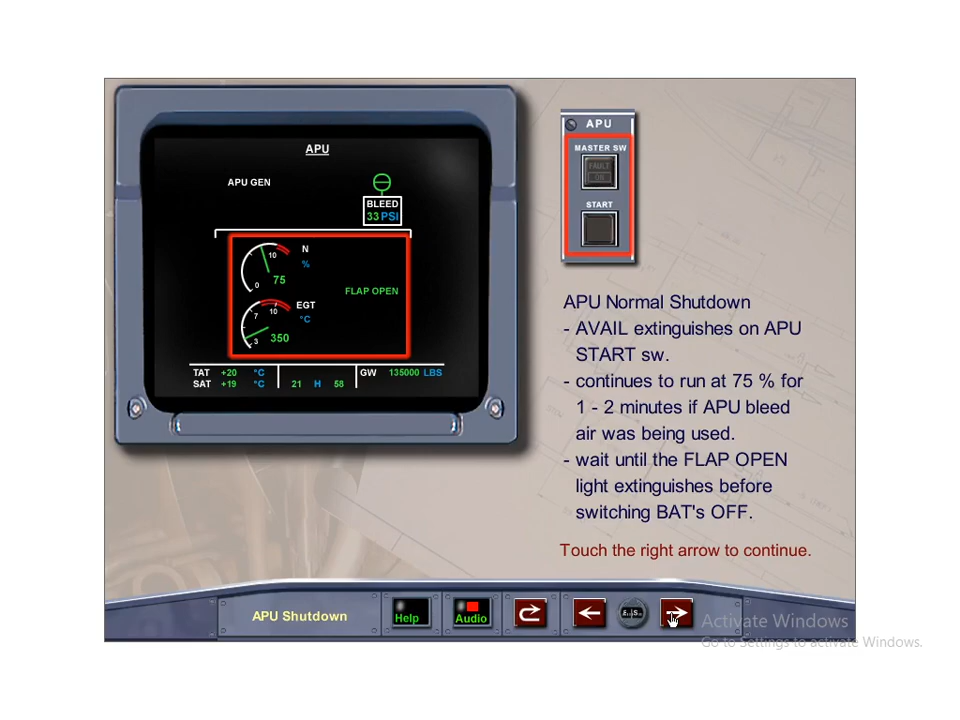 APU
APU GEN
BLEED
33 PSI
10
N
%
75
0
FLAP OPEN
10
EGT
7
°C
3
350
TAT +20 °C
GW 135000 LBS
SAT +19 °C
21 H 58
APU
MASTER SW
FAULT
ON
START
APU Normal Shutdown
- AVAIL extinguishes on APU
START sw.
- continues to run at 75 % for
1 - 2 minutes if APU bleed
air was being used.
- wait until the FLAP OPEN
light extinguishes before
switching BAT's OFF.
Touch the right arrow to continue.
APU Shutdown
Help
Audio
Activate Windows
Go to Settings to activate Windows.